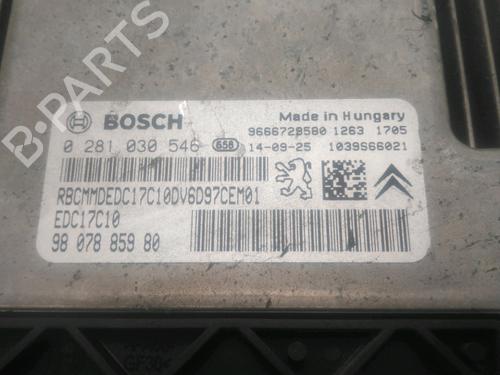 B-PARTS
BOSCH
Made in Hungary
9666729580 1263 1705
0 281 030 546 658 14-09-25 1039S66021
RBCMMDEDC17C10DV6D97CEM01
EDC17C10
98 078 859 80